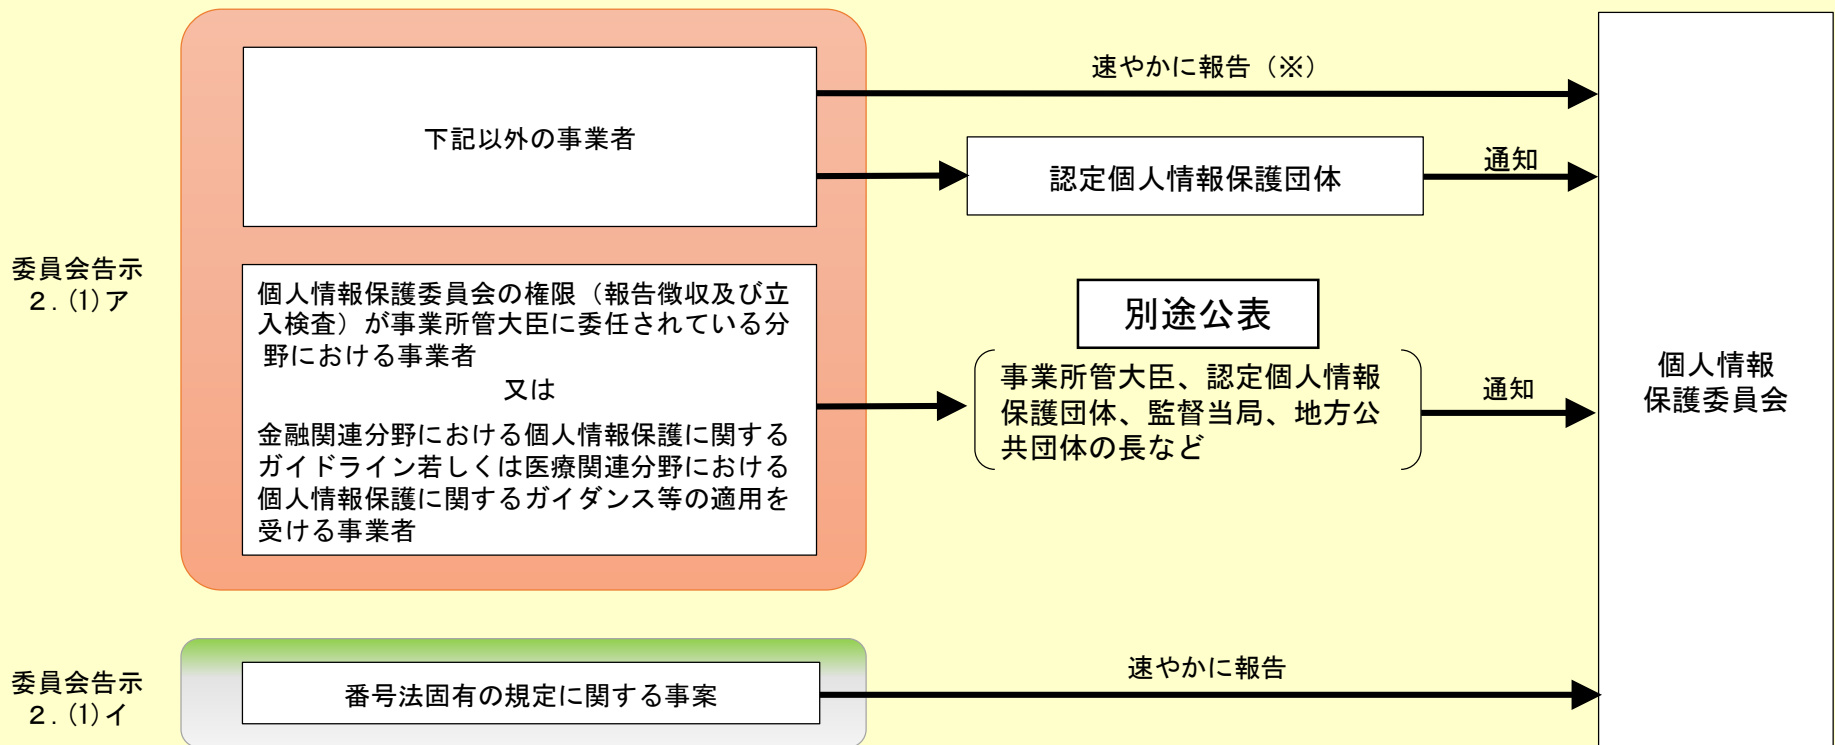 委員会告示
２. (1)ア
下記以外の事業者
速やかに報告（※）
認定個人情報保護団体
通知
個人情報保護委員会の権限（報告徴収及び立
入検査）が事業所管大臣に委任されている分
野における事業者
又は
金融関連分野における個人情報保護に関する
ガイドライン若しくは医療関連分野における
個人情報保護に関するガイダンス等の適用を
受ける事業者
別途公表
事業所管大臣、認定個人情報
保護団体、監督当局、地方公
共団体の長など
通知
個人情報
保護委員会
委員会告示
２. (1)イ
番号法固有の規定に関する事案
速やかに報告